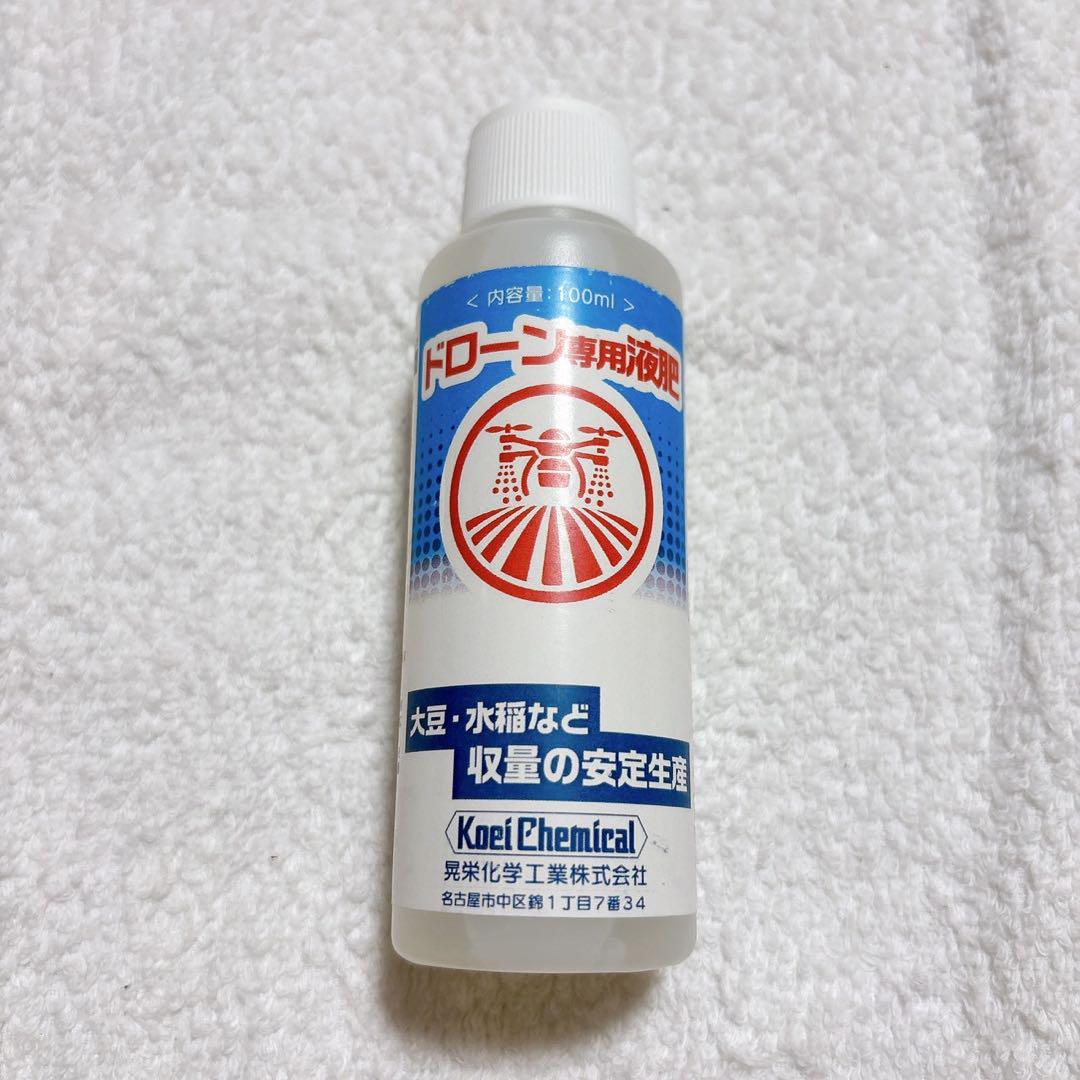 < 内容量：100ml >
ドローン専用液肥
大豆・水稲など
収量の安定生産
Koei Chemical
晃栄化学工業株式会社
名古屋市中区錦1丁目7番34